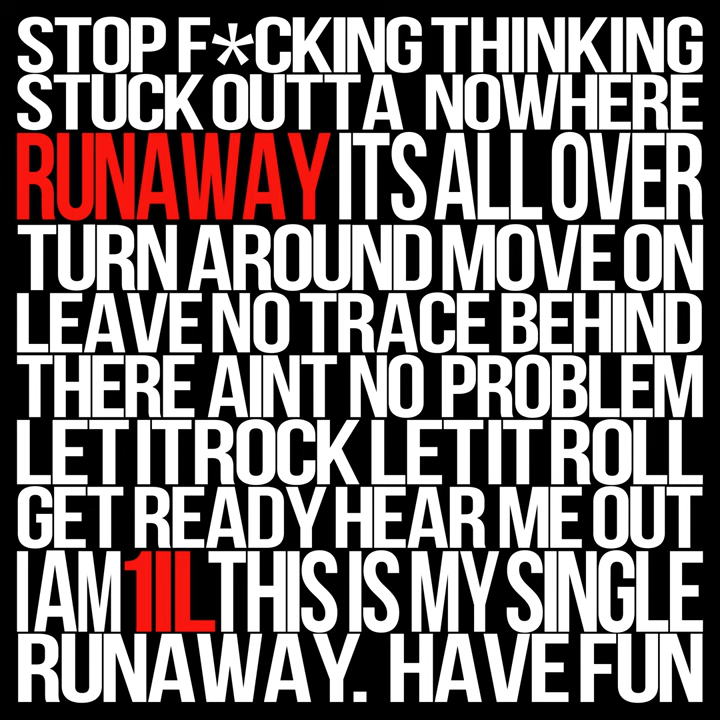 STOP F*CKING THINKING
STUCK OUTTA NOWHERE
RUNAWAY ITS ALL OVER
TURN AROUND MOVE ON
LEAVE NO TRACE BEHIND
THERE AINT NO PROBLEM
LET IT ROCK LET IT ROLL
GET READY HEAR ME OUT
I AM 1IL THIS IS MY SINGLE
RUNAWAY. HAVE FUN